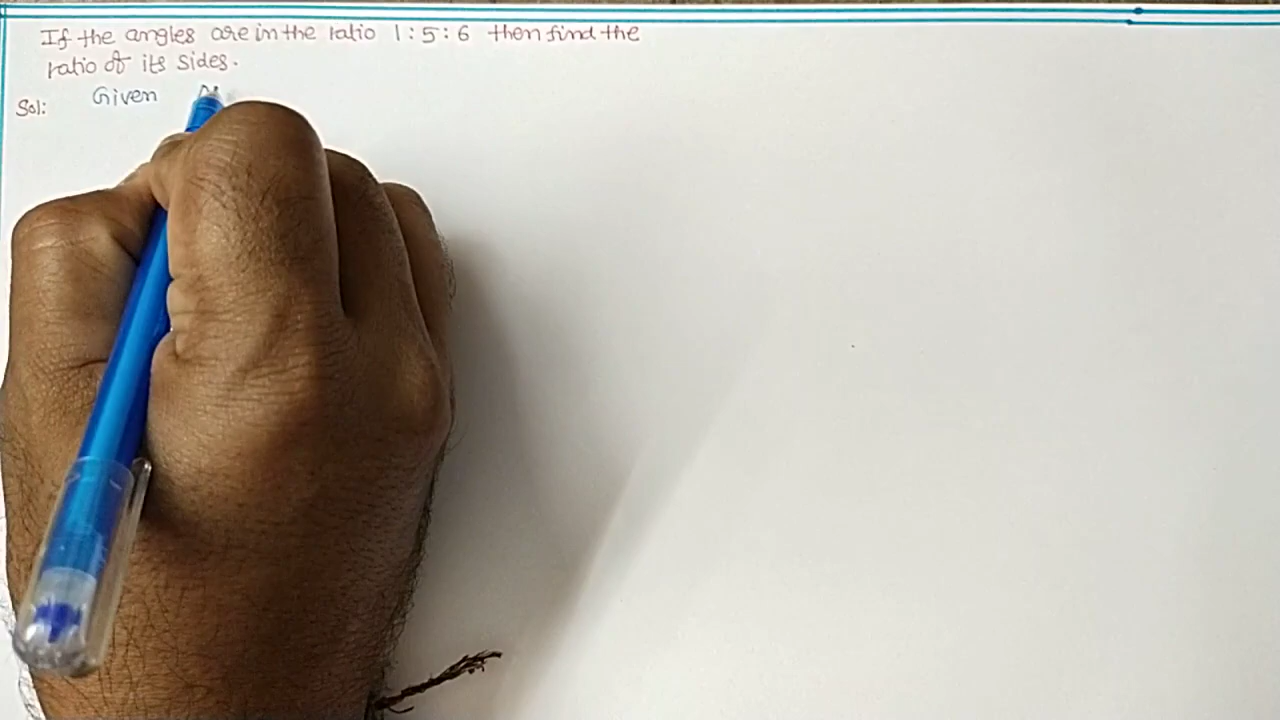 If the angles are in the ratio 1 : 5 : 6 then find the
ratio of its sides.
Sol: Given